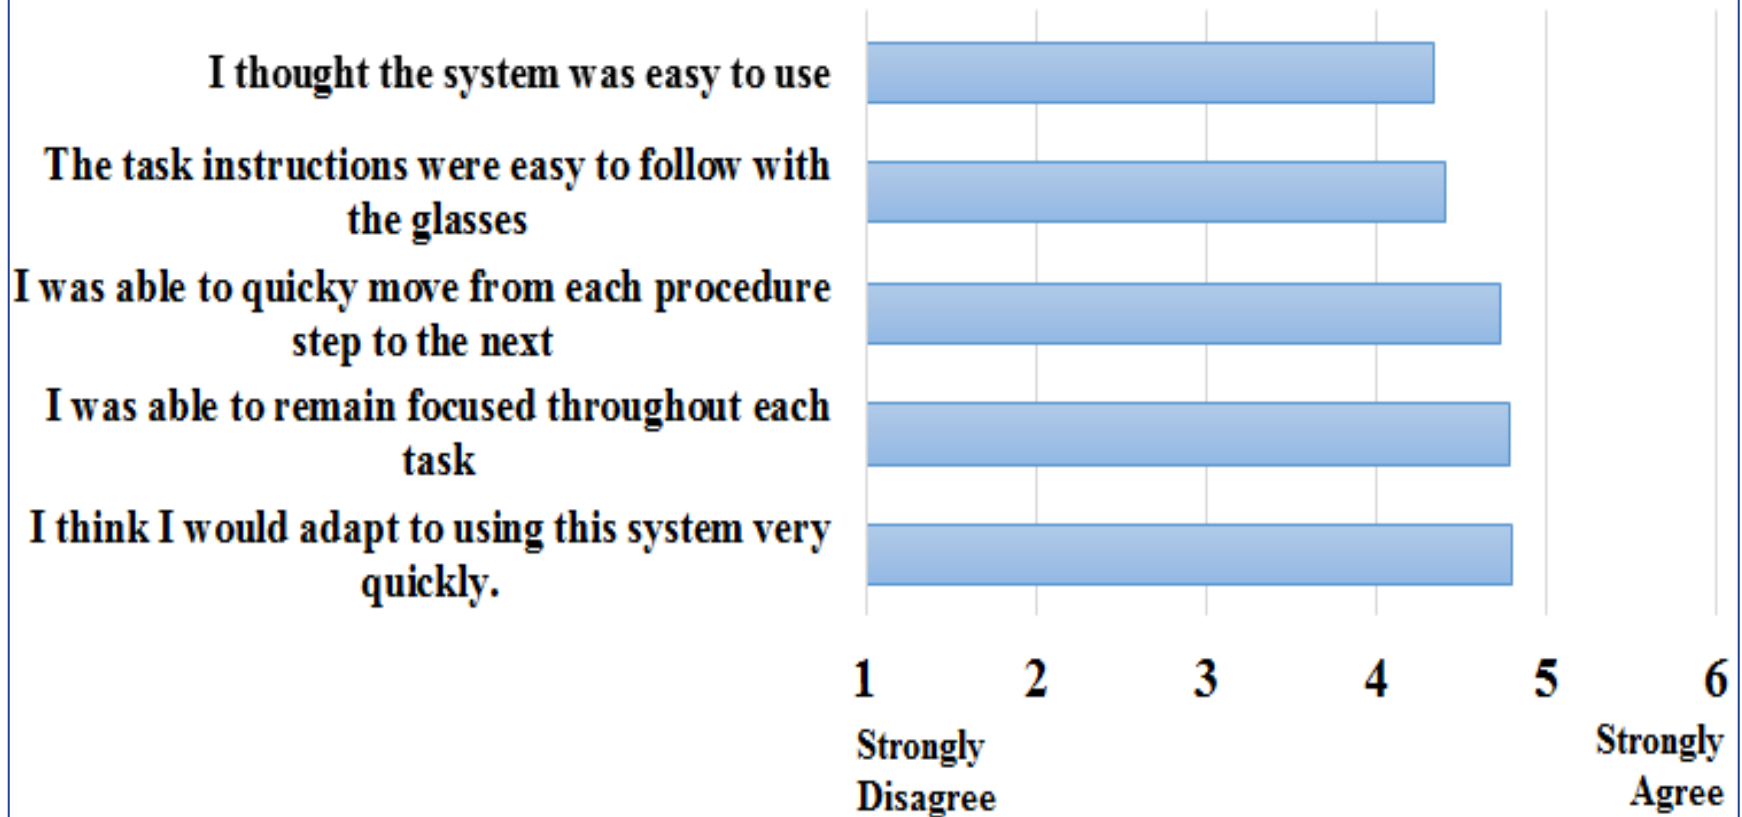 I thought the system was easy to use
The task instructions were easy to follow with
the glasses
I was able to quicky move from each procedure
step to the next
I was able to remain focused throughout each
task
I think I would adapt to using this system very
quickly.
1 2 3 4 5 6
Strongly
Disagree
Strongly
Agree